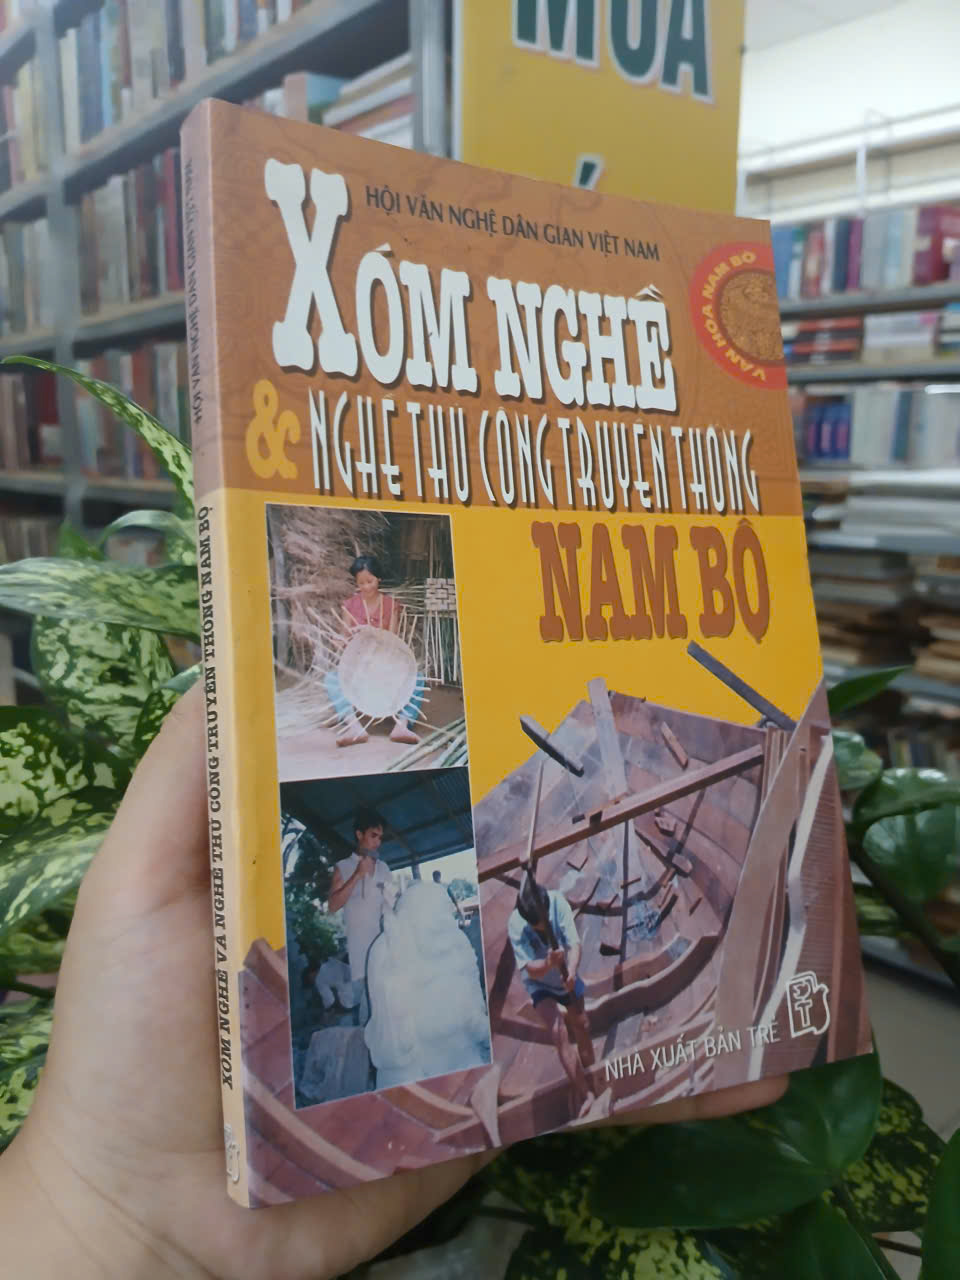 MUA
HỘI VĂN NGHỆ DÂN GIAN VIỆT NAM
XÓM NGHỀ
& NGHỀ THỦ CÔNG TRUYỀN THỐNG
NAM BỘ
VĂN HÓA NAM BỘ
NHÀ XUẤT BẢN TRẺ
HỘI VĂN NGHỆ DÂN GIAN VIỆT NAM
XÓM NGHỀ VÀ NGHỀ THỦ CÔNG TRUYỀN THỐNG NAM BỘ